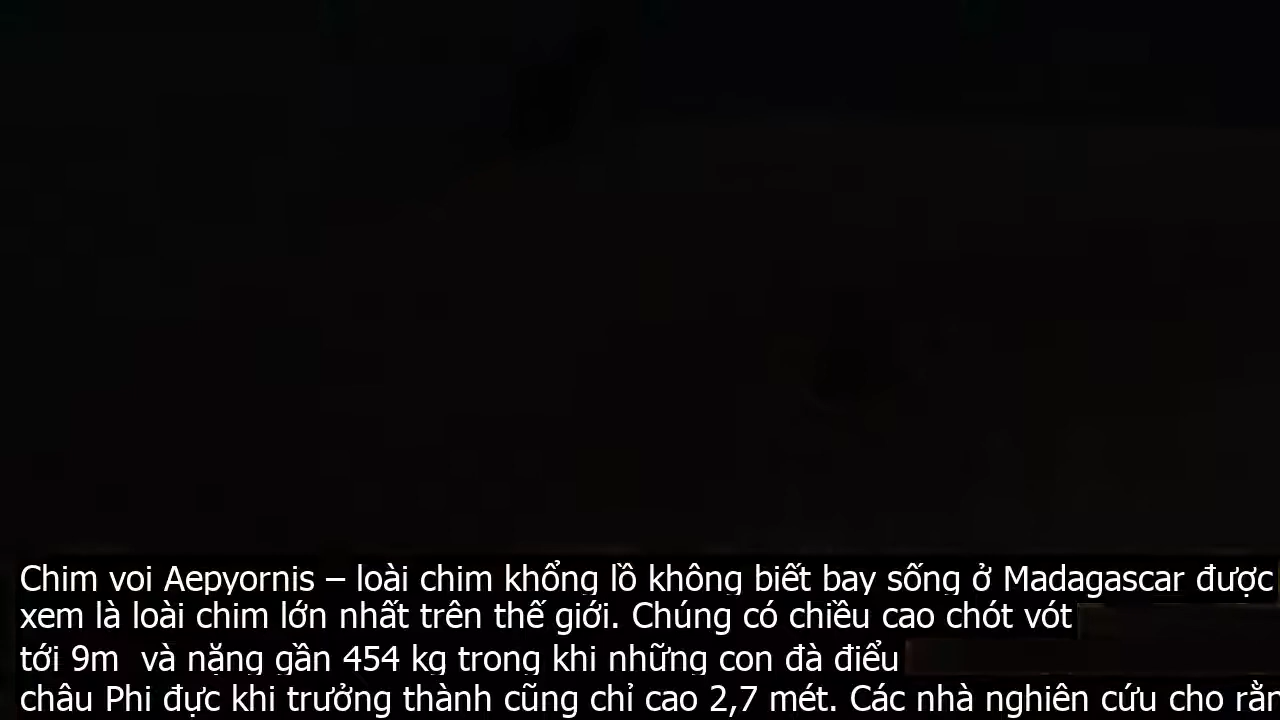 Chim voi Aepyornis – loài chim khổng lồ không biết bay sống ở Madagascar được
xem là loài chim lớn nhất trên thế giới. Chúng có chiều cao chót vót
tới 9m và nặng gần 454 kg trong khi những con đà điểu
châu Phi đực khi trưởng thành cũng chỉ cao 2,7 mét. Các nhà nghiên cứu cho